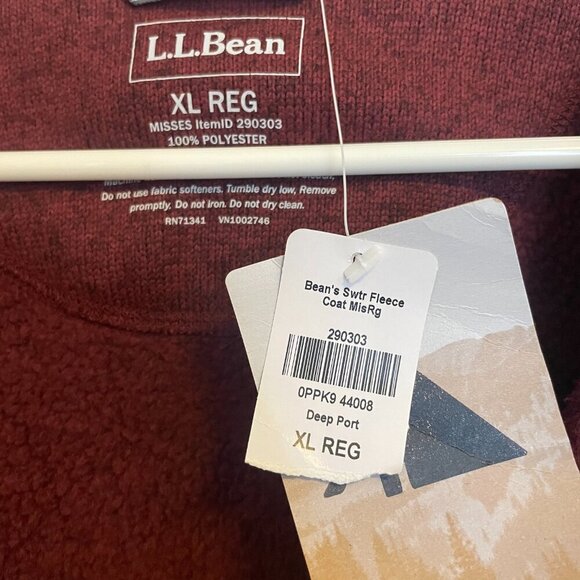 L.L.Bean
XL REG
MISSES ItemID 290303
100% POLYESTER
Do not use fabric softeners. Tumble dry low, Remove
promptly. Do not iron. Do not dry clean.
RN71341 VN1002746
Bean's Swtr Fleece
Coat MisRg
290303
0PPK9 44008
Deep Port
XL REG